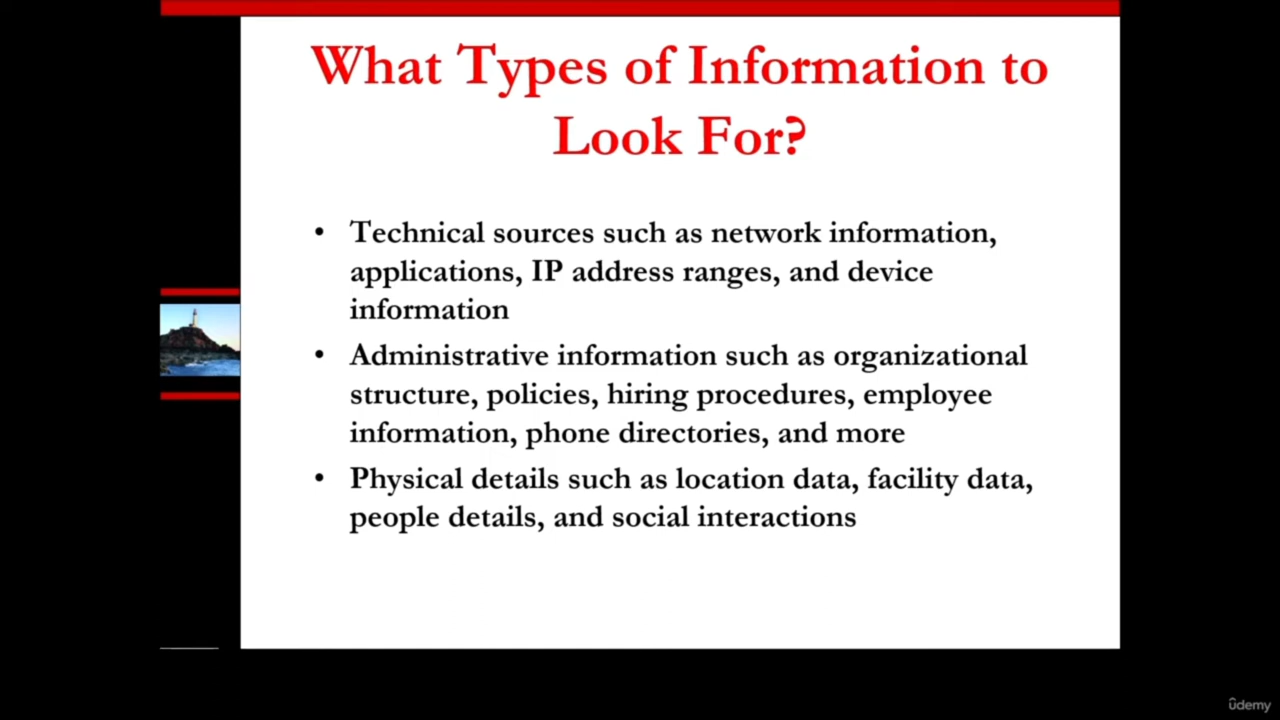 What Types of Information to
Look For?
• Technical sources such as network information,
applications, IP address ranges, and device
information
• Administrative information such as organizational
structure, policies, hiring procedures, employee
information, phone directories, and more
• Physical details such as location data, facility data,
people details, and social interactions
ûdemy